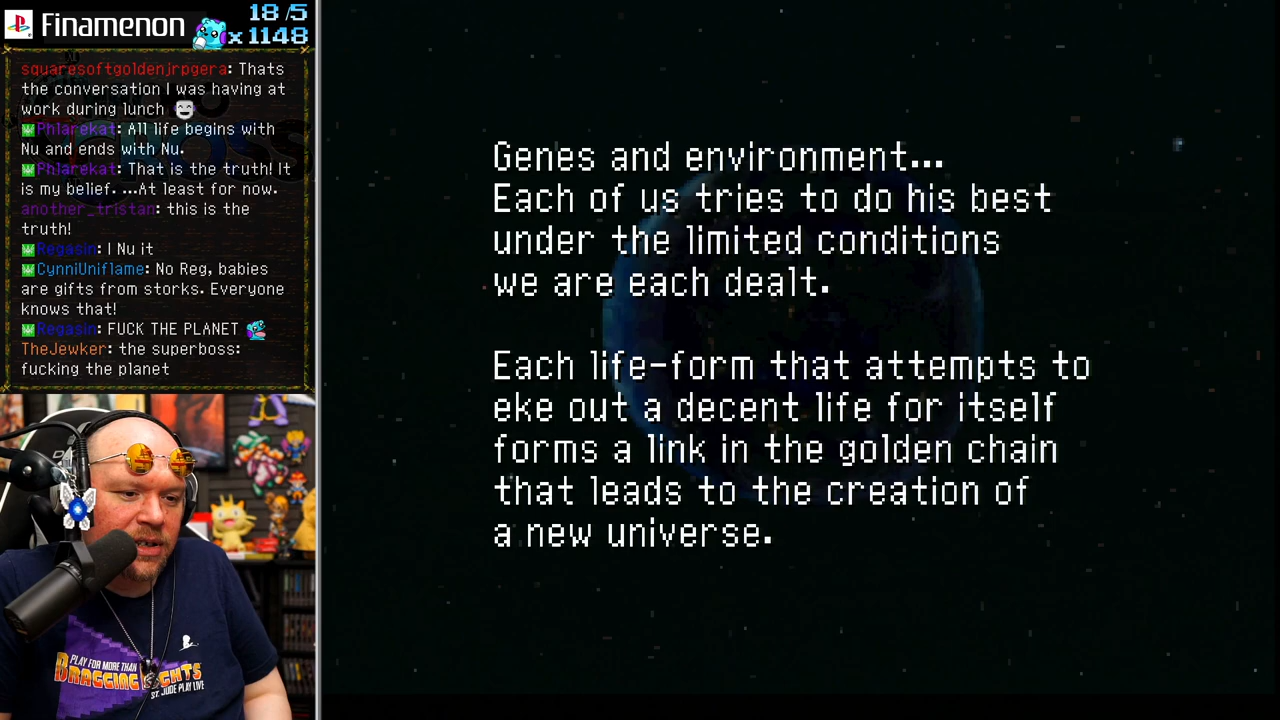 Finamenon
18/5
x1148
squaresoftgoldenjrpgera: Thats
the conversation I was having at
work during lunch
Phlarekat: All life begins with
Nu and ends with Nu.
Phlarekat: That is the truth! It
is my belief. ...At least for now.
another_tristan: this is the
truth!
Regasin: I Nu it
CynniUniflame: No Reg, babies
are gifts from storks. Everyone
knows that!
Regasin: FUCK THE PLANET
TheJewker: the superboss:
fucking the planet
Genes and environment...
Each of us tries to do his best
under the limited conditions
we are each dealt.
Each life-form that attempts to
eke out a decent life for itself
forms a link in the golden chain
that leads to the creation of
a new universe.
PLAY FOR MORE THAN
BRAGGING RIGHTS
ST. JUDE PLAY LIVE